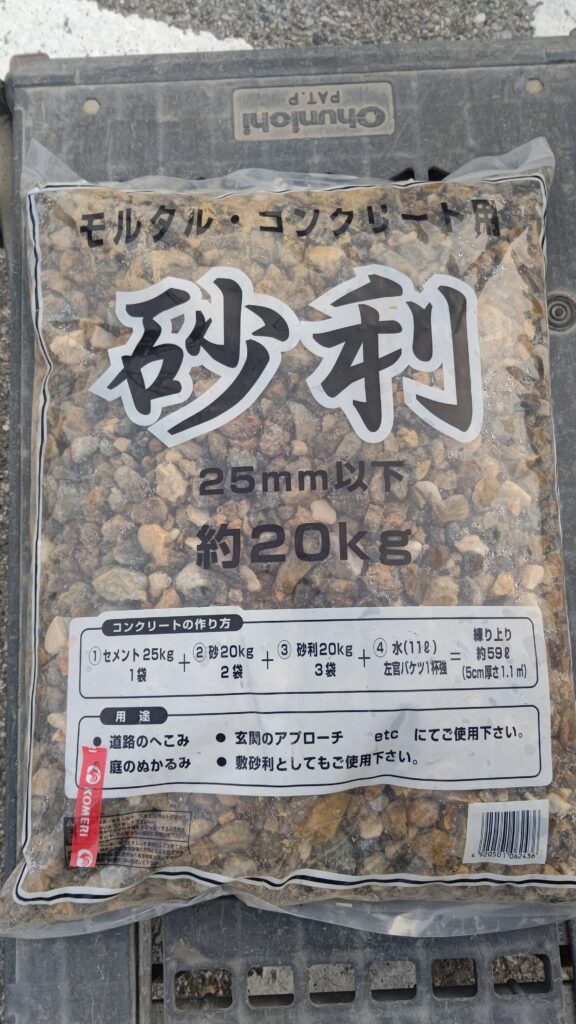 Chunichi
PAT.P
モルタル・コンクリート用
砂利
25mm以下
約20kg
コンクリートの作り方
①セメント25kg 1袋 + ②砂20kg 2袋 + ③砂利20kg 3袋 + ④水(11ℓ) 左官バケツ1杯強 = 練り上り 約59ℓ (5cm厚さ1.1㎡)
用途
● 道路のへこみ ● 玄関のアプローチ etc にてご使用下さい。
庭のぬかるみ ● 敷砂利としてもご使用下さい。
KOMERI
4 920501 062436